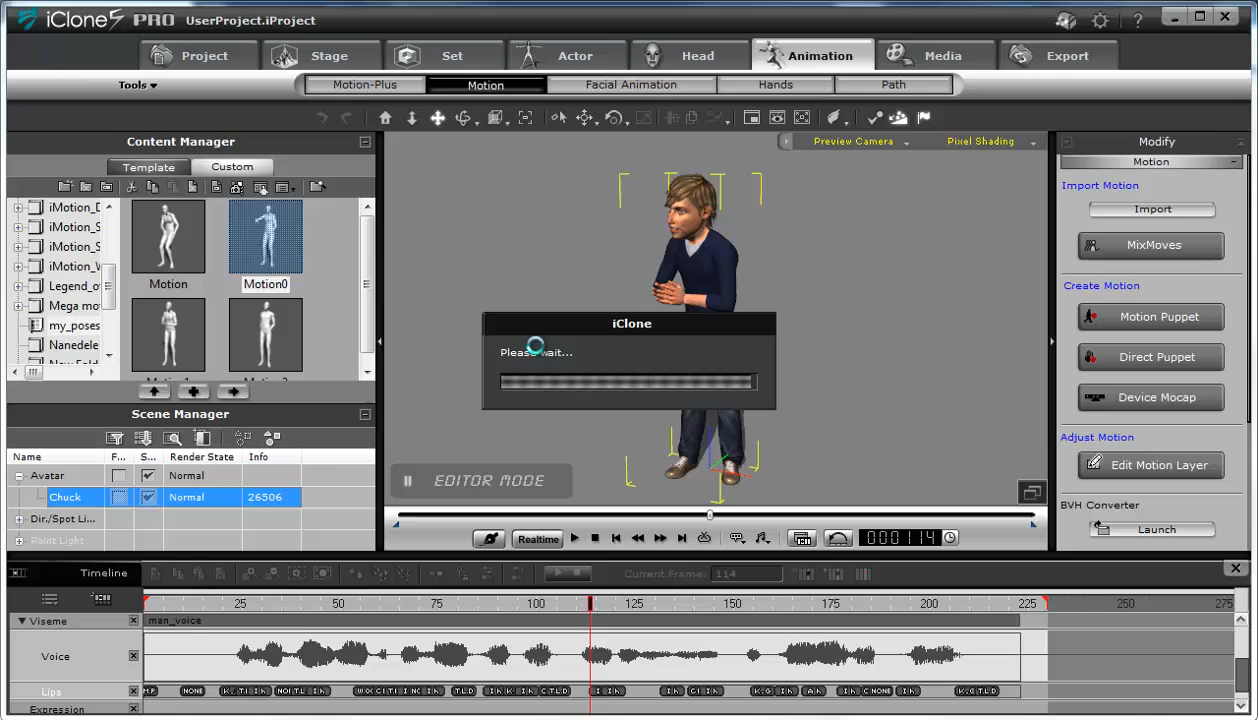 iClone5 PRO UserProject.iProject
Project Stage Set Actor Head Animation Media Export
Tools Motion-Plus Motion Facial Animation Hands Path
Content Manager
Template Custom
iMotion_D
iMotion_S
iMotion_S
iMotion_W
Legend_o
Mega mo
my_poses
Nanedele
Motion Motion0
Preview Camera Pixel Shading
iClone
Please wait...
EDITOR MODE
Modify
Motion
Import Motion
Import
MixMoves
Create Motion
Motion Puppet
Direct Puppet
Device Mocap
Adjust Motion
Edit Motion Layer
BVH Converter
Launch
Scene Manager
Name F... S... Render State Info
Avatar Normal
Chuck Normal 26506
Dir./Spot Li... Normal
Point Light
Realtime 000114
Timeline Current Frame: 114
25 50 75 100 125 150 175 200 225 250 275
Viseme man_voice
Voice
Lips
Expression